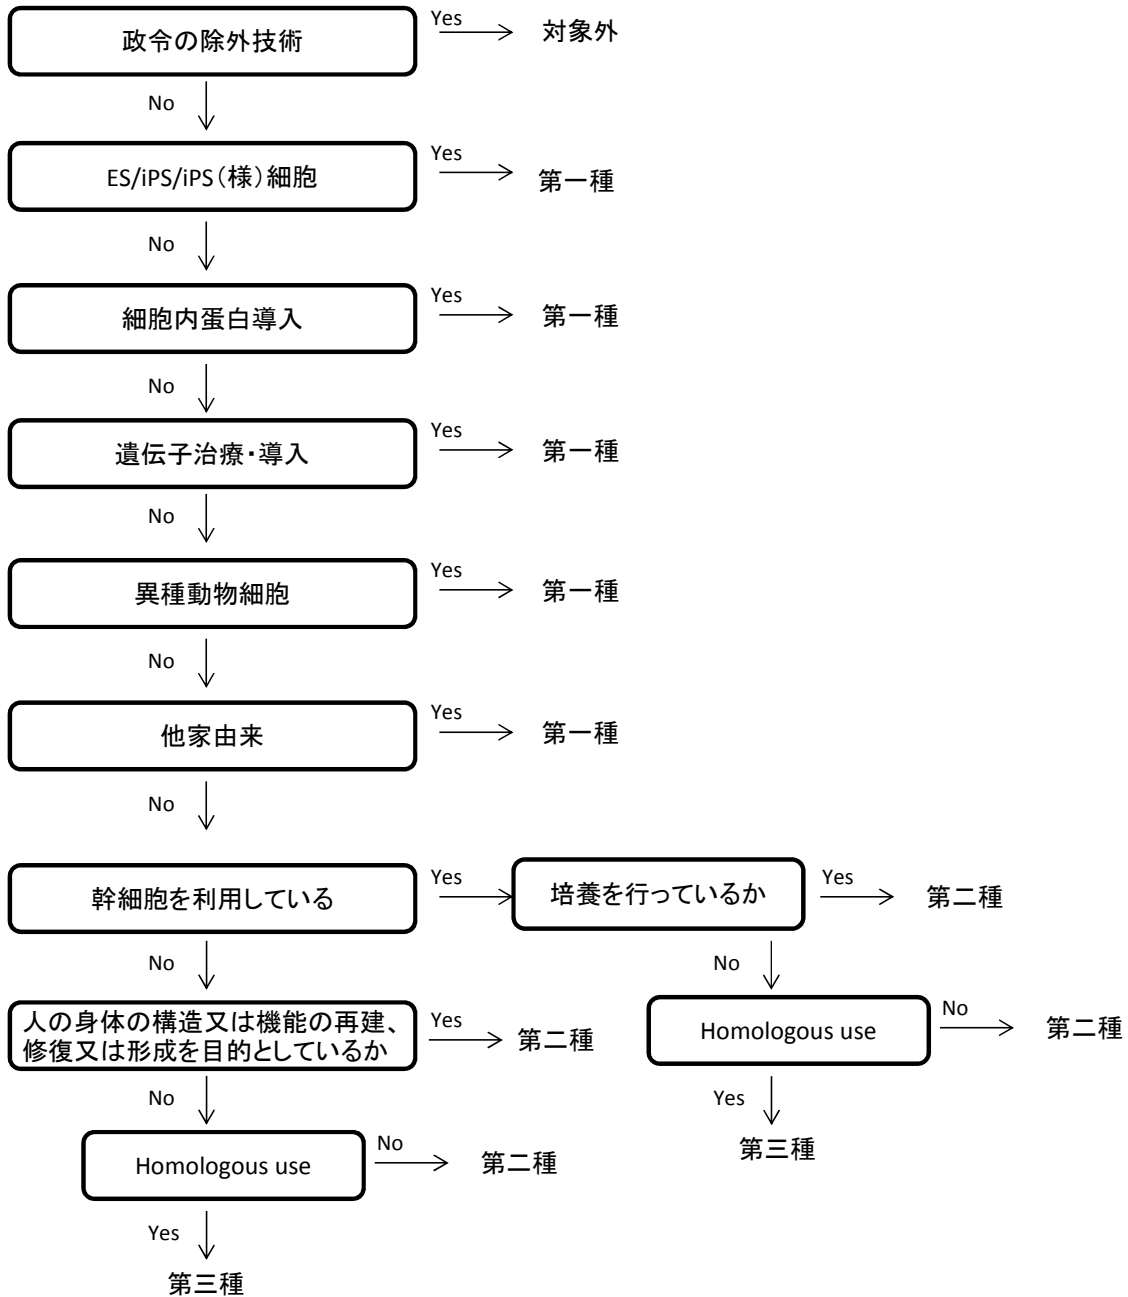 政令の除外技術
Yes
対象外
No
ES/iPS/iPS（様）細胞
Yes
第一種
No
細胞内蛋白導入
Yes
第一種
No
遺伝子治療・導入
Yes
第一種
No
異種動物細胞
Yes
第一種
No
他家由来
Yes
第一種
No
幹細胞を利用している
Yes
培養を行っているか
Yes
第二種
No
No
人の身体の構造又は機能の再建、
修復又は形成を目的としているか
Yes
第二種
Homologous use
No
第二種
No
Yes
第三種
Homologous use
No
第二種
Yes
第三種